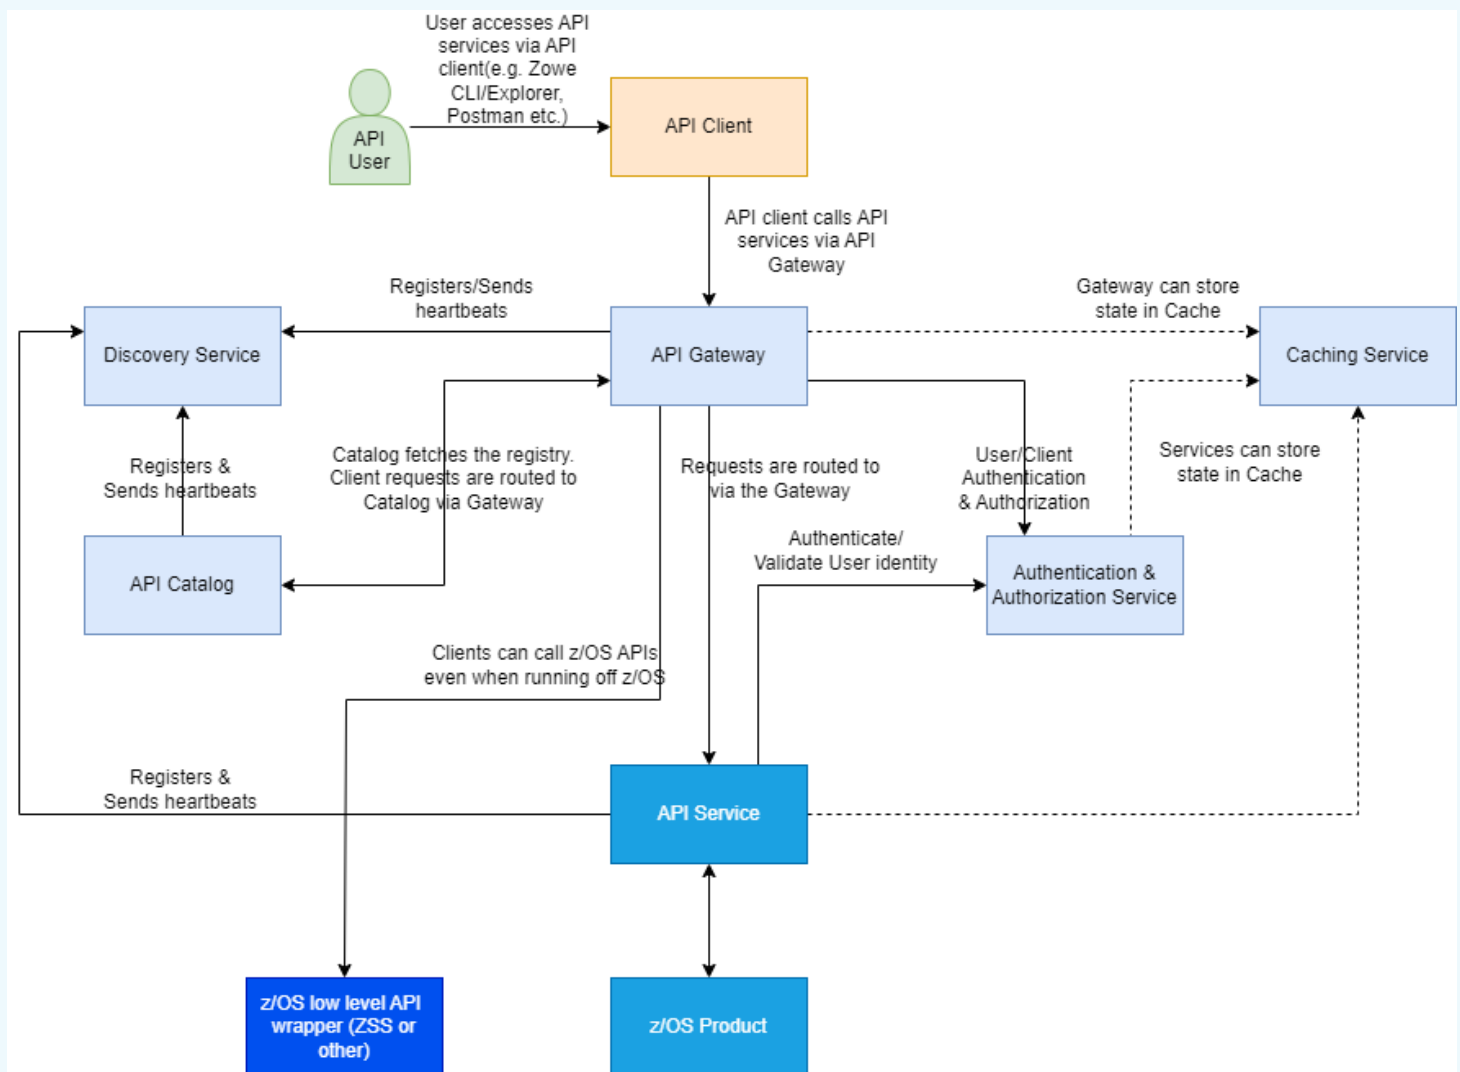 User accesses API
services via API
client(e.g. Zowe
CLI/Explorer,
Postman etc.)
API
User
API Client
API client calls API
services via API
Gateway
Registers/Sends
heartbeats
Gateway can store
state in Cache
Discovery Service
API Gateway
Caching Service
Registers &
Sends heartbeats
Catalog fetches the registry.
Client requests are routed to
Catalog via Gateway
Requests are routed to
via the Gateway
User/Client
Authentication
& Authorization
Services can store
state in Cache
Authenticate/
Validate User identity
API Catalog
Authentication &
Authorization Service
Clients can call z/OS APIs
even when running off z/OS
Registers &
Sends heartbeats
API Service
z/OS low level API
wrapper (ZSS or
other)
z/OS Product